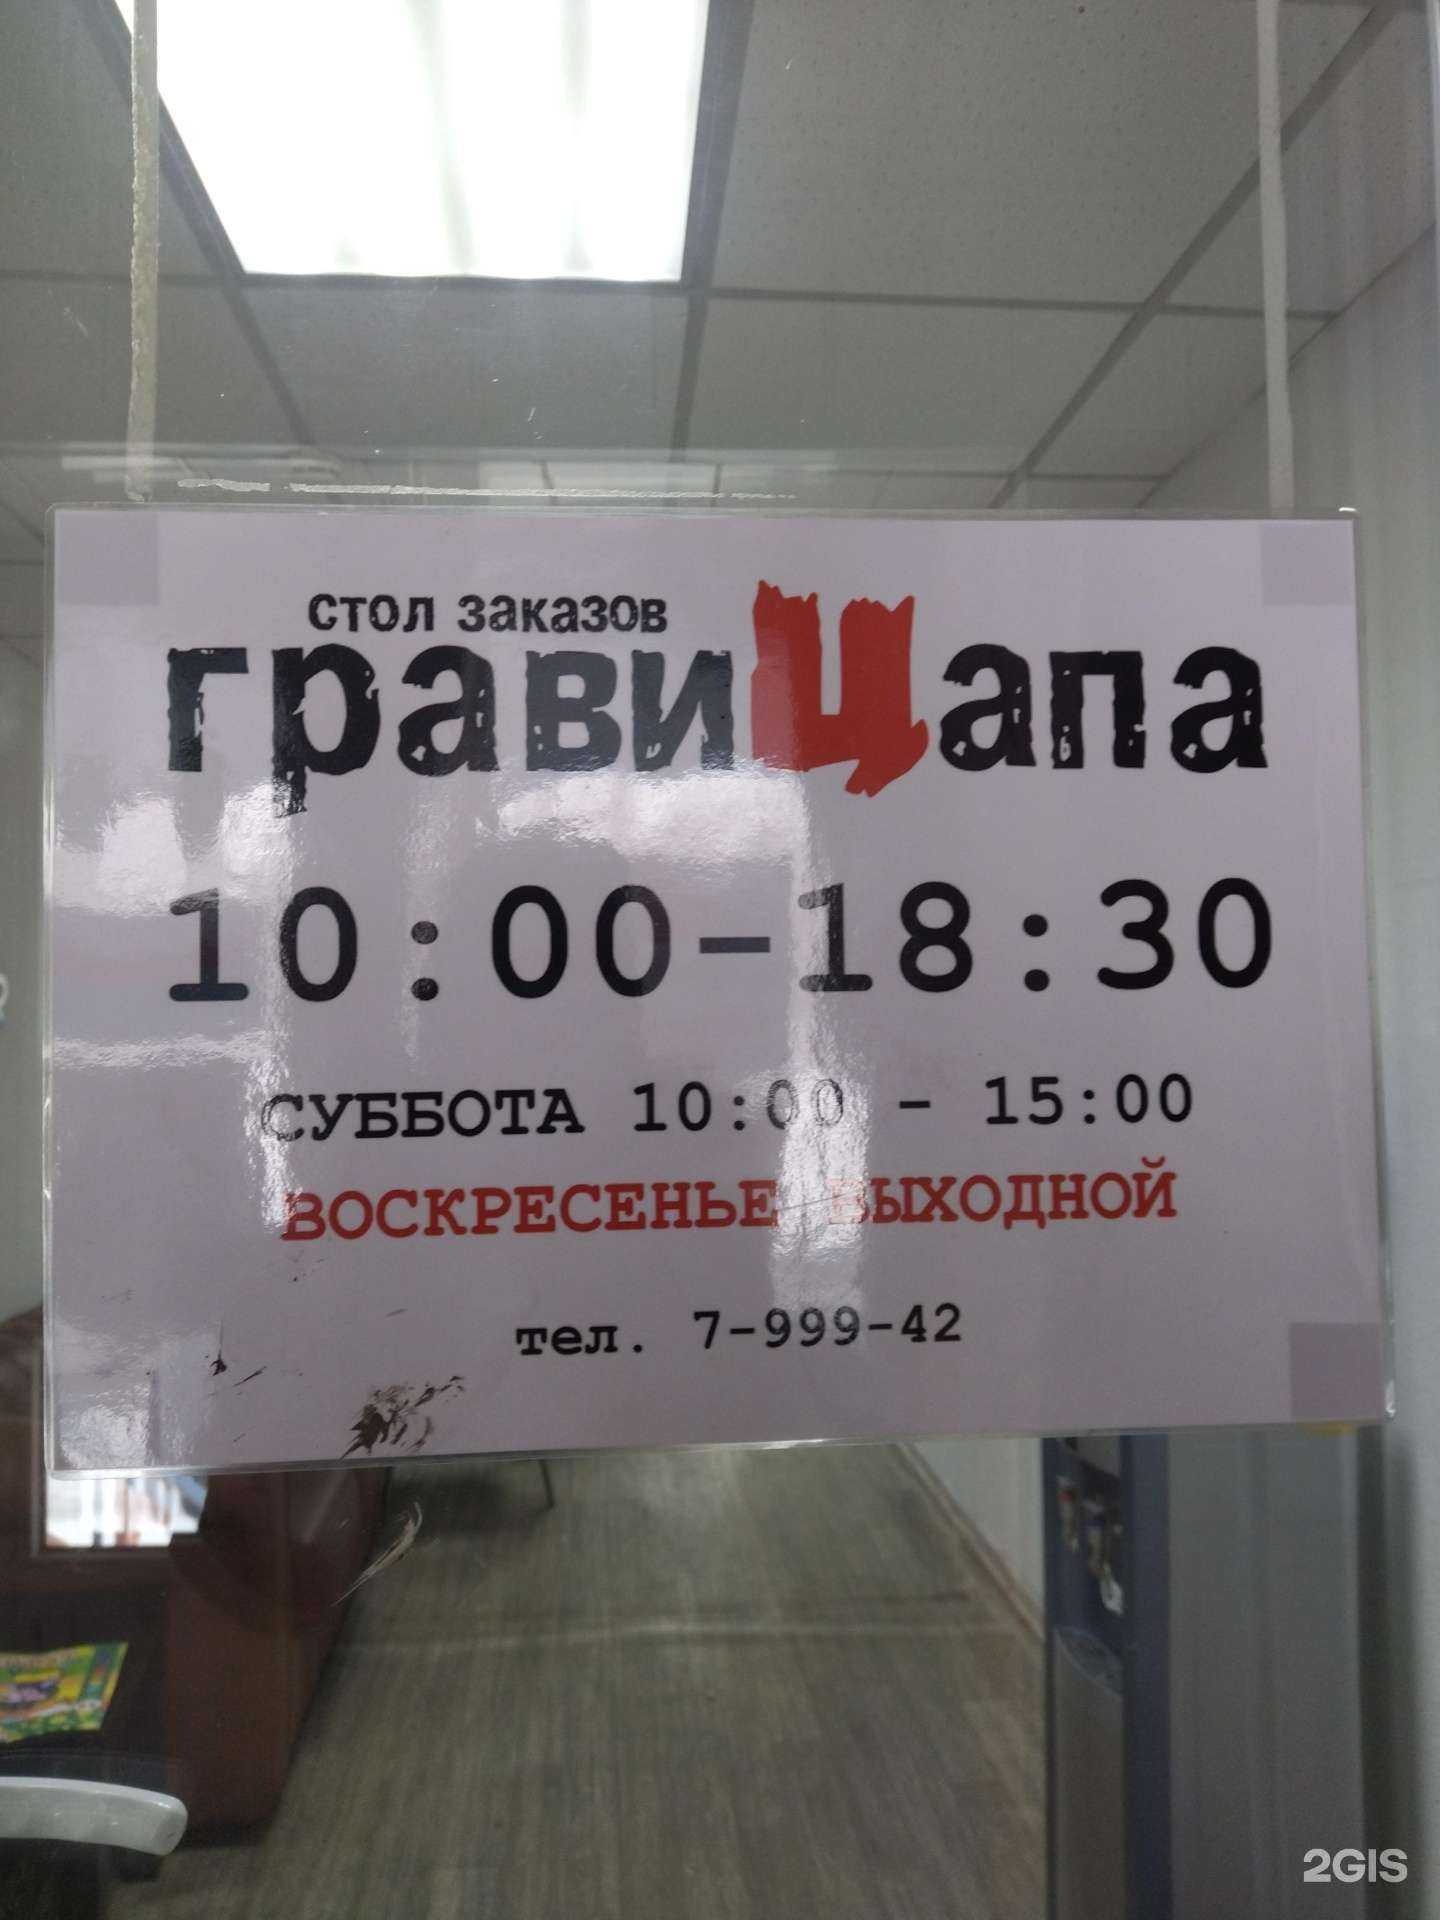 стол заказов
гравиЦапа
10:00-18:30
СУББОТА 10:00 - 15:00
ВОСКРЕСЕНЬЕ ВЫХОДНОЙ
тел. 7-999-42
2GIS